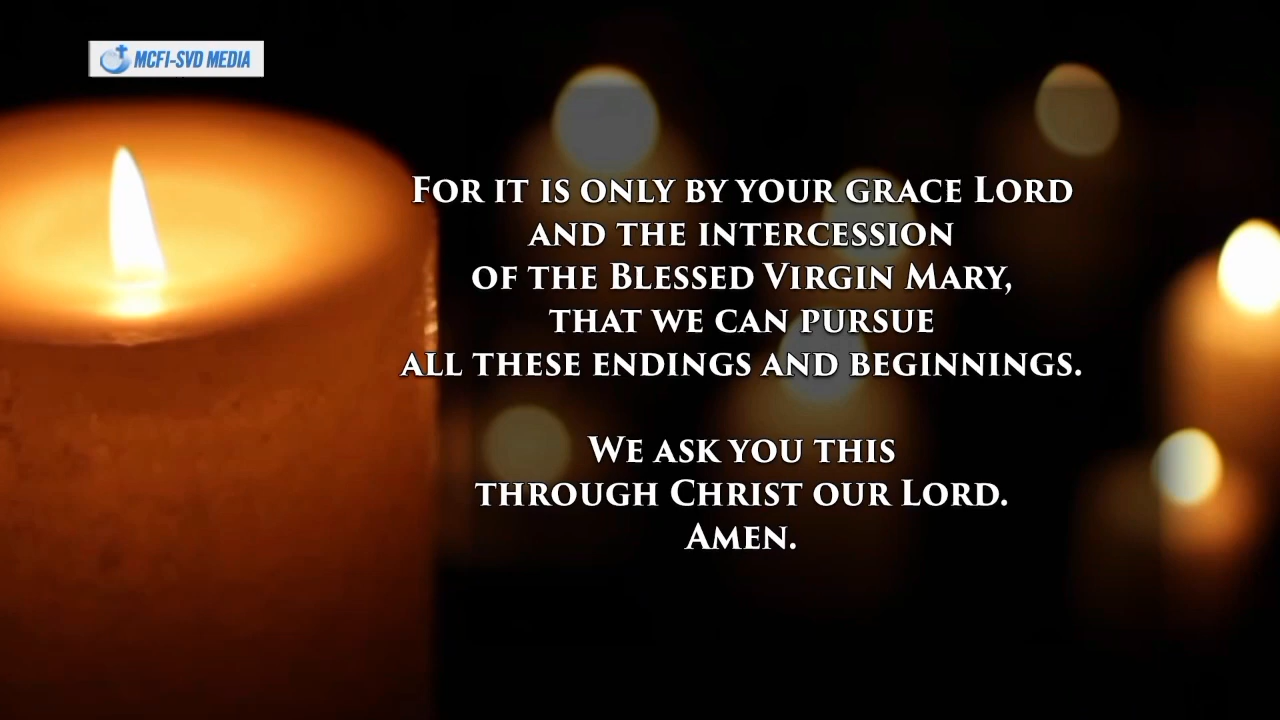 MCFI-SVD MEDIA
For it is only by your grace Lord
and the intercession
of the Blessed Virgin Mary,
that we can pursue
all these endings and beginnings.
We ask you this
through Christ our Lord.
Amen.